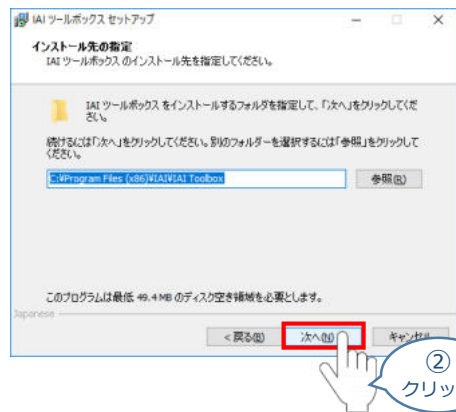 IAI ツールボックス セットアップ
インストール先の指定
IAI ツールボックス のインストール先を指定してください。
IAI ツールボックス をインストールするフォルダを指定して、「次へ」をクリックしてくだ
さい。
続けるには「次へ」をクリックしてください。別のフォルダーを選択するには「参照」をクリックして
ください。
C:¥Program Files (x86)¥IAI¥IAI Toolbox
参照(R)
このプログラムは最低 49.4 MB のディスク空き領域を必要とします。
Japanese
< 戻る(B)
次へ(N)
キャンセル
②
クリッ